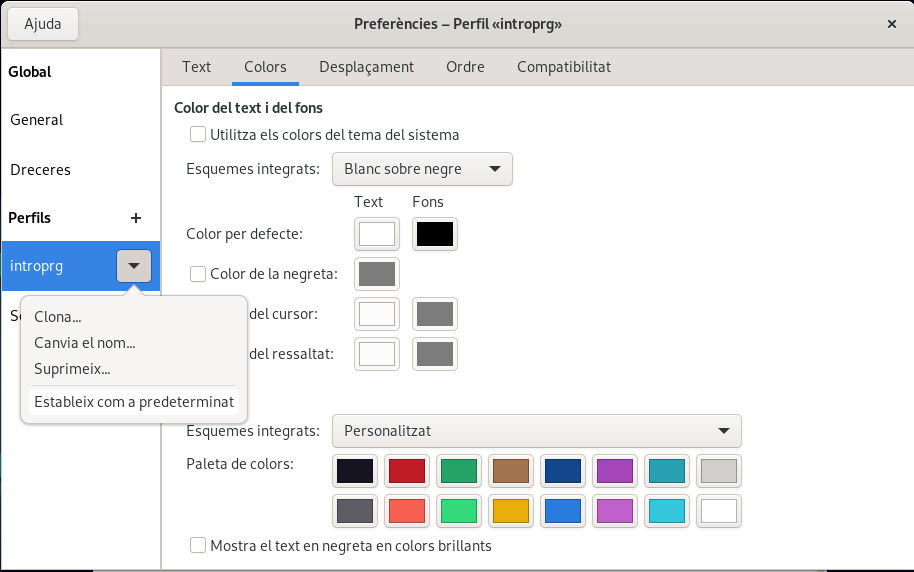 Ajuda
Preferències – Perfil «introprg»
Global
General
Dreceres
Perfils
introprg
Clona...
Canvia el nom...
Suprimeix...
Estableix com a predeterminat
Text Colors Desplaçament Ordre Compatibilitat
Color del text i del fons
Utilitza els colors del tema del sistema
Esquemes integrats: Blanc sobre negre
Text Fons
Color per defecte:
Color de la negreta:
del cursor:
del ressaltat:
Esquemes integrats: Personalitzat
Paleta de colors:
Mostra el text en negreta en colors brillants